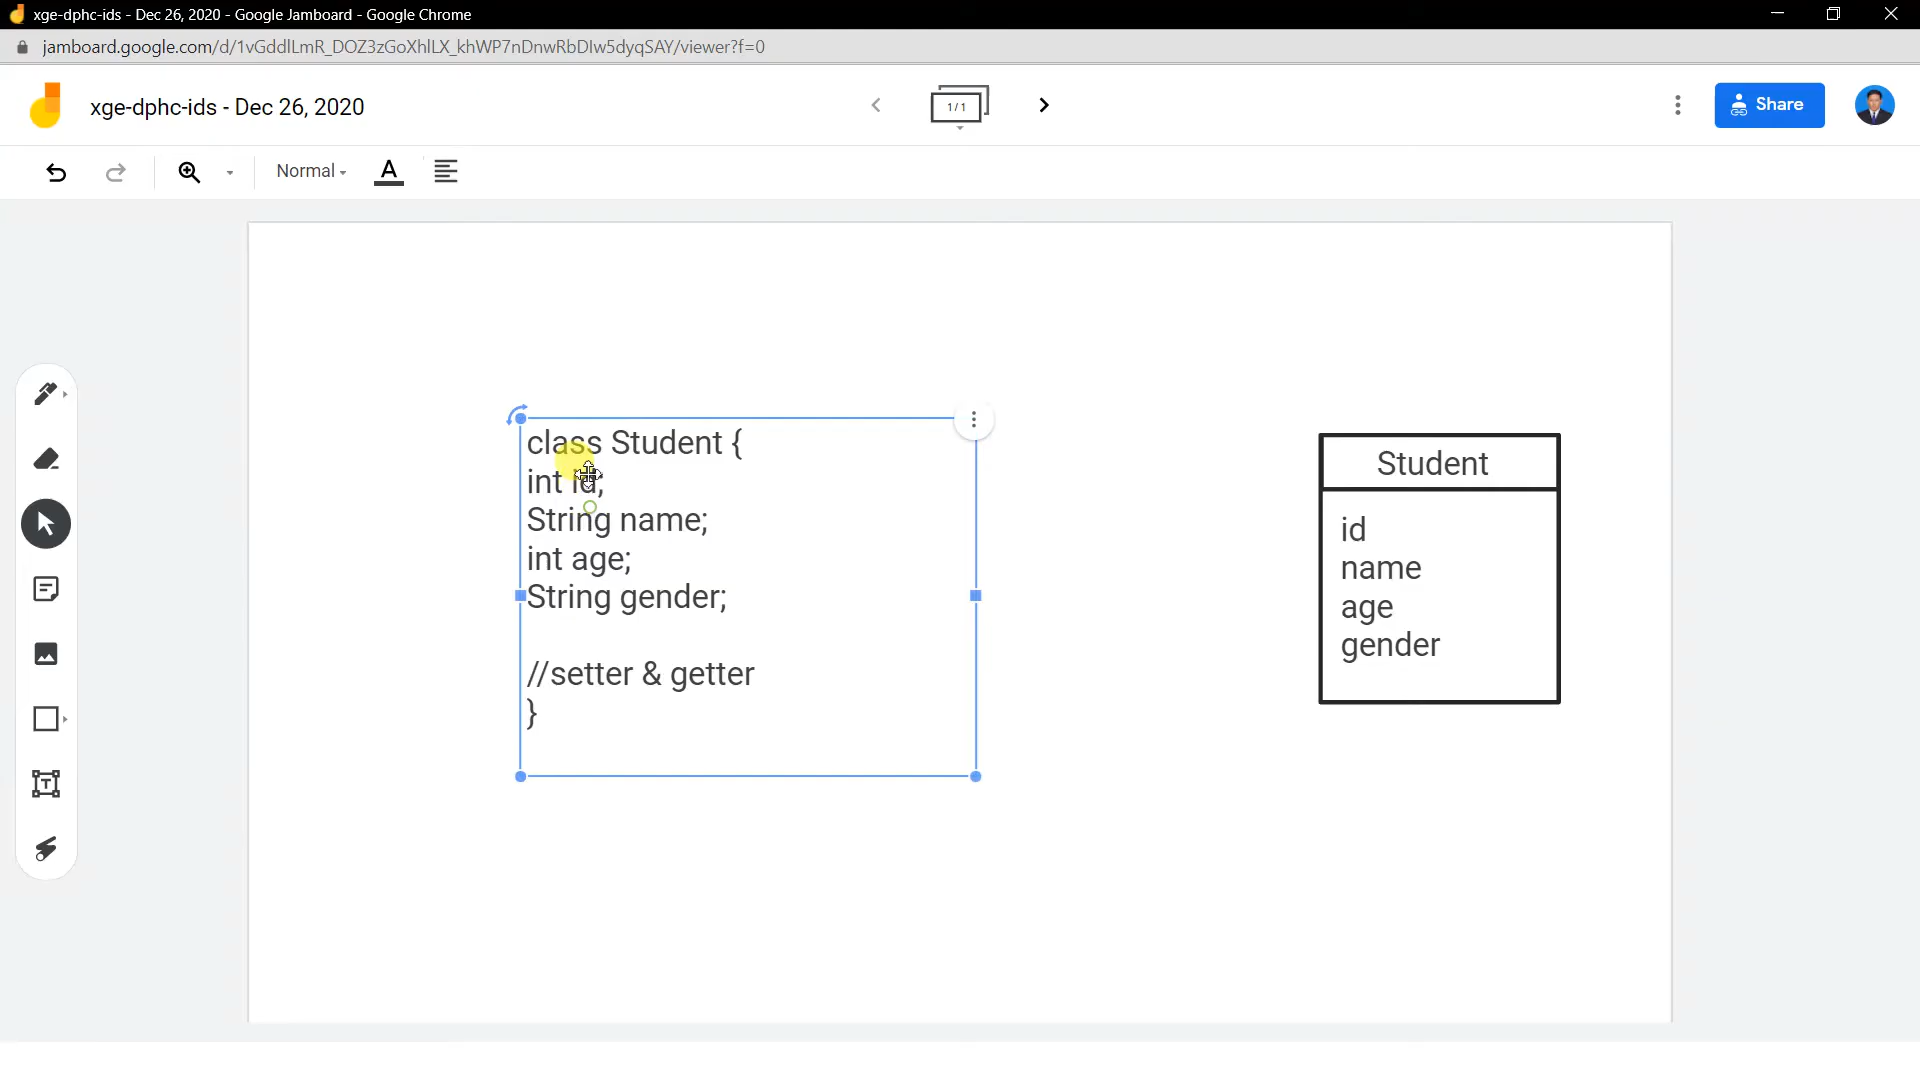 xge-dphc-ids - Dec 26, 2020 - Google Jamboard - Google Chrome
jamboard.google.com/d/1vGddlLmR_DOZ3zGoXhlLX_khWP7nDnwRbDIw5dyqSAY/viewer?f=0
xge-dphc-ids - Dec 26, 2020
1/1
Share
Normal
class Student {
int id;
String name;
int age;
String gender;
//setter & getter
}
Student
id
name
age
gender